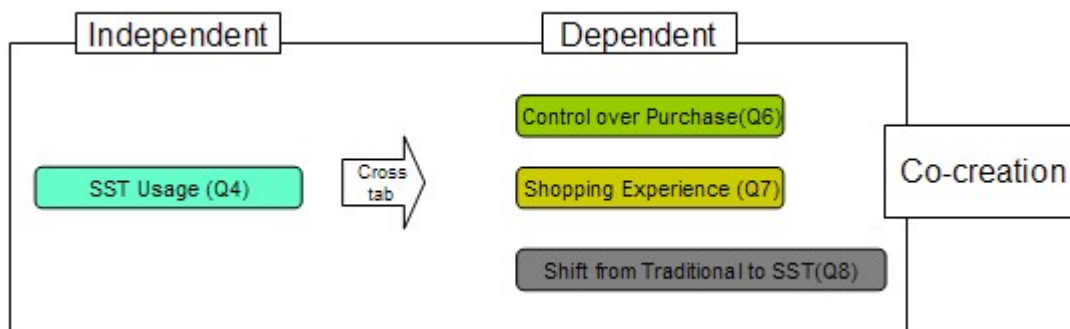 Independent
Dependent
Control over Purchase(Q6)
SST Usage (Q4)
Cross
tab
Shopping Experience (Q7)
Co-creation
Shift from Traditional to SST(Q8)